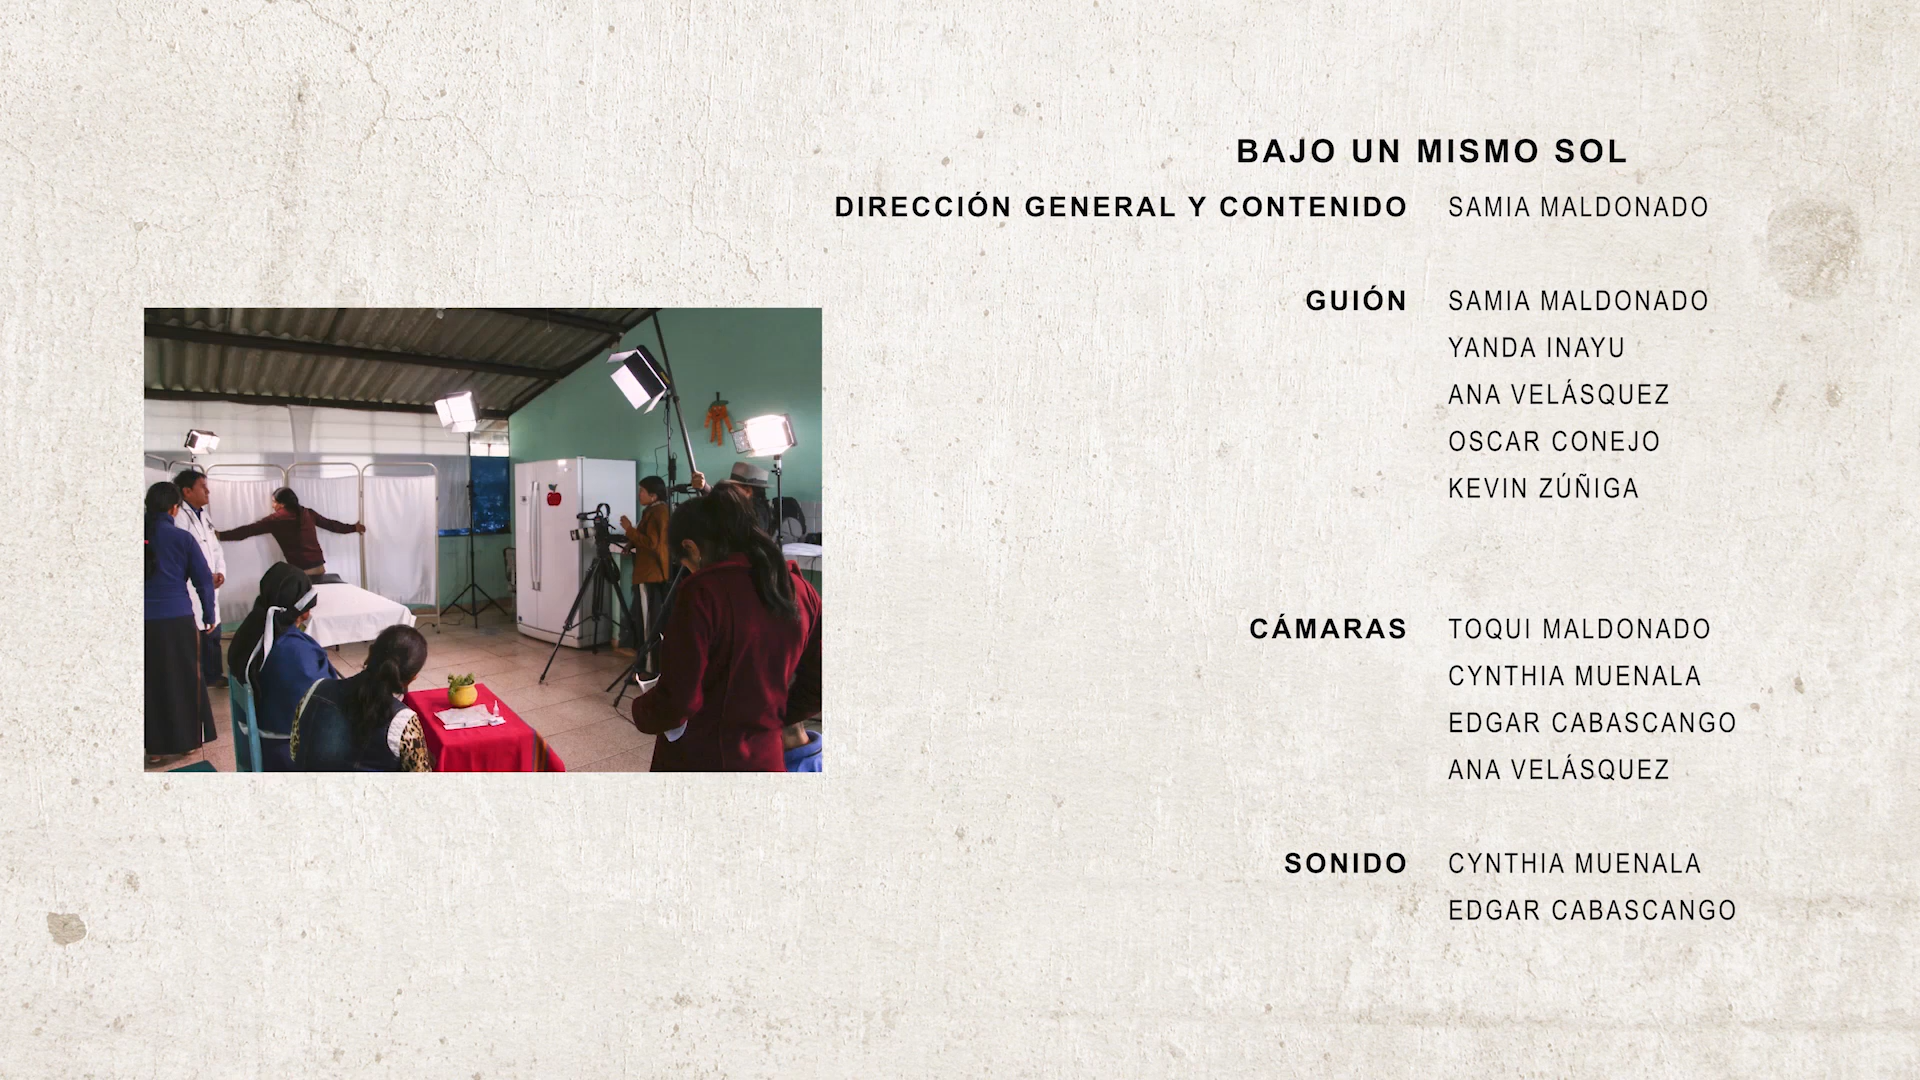 BAJO UN MISMO SOL
DIRECCIÓN GENERAL Y CONTENIDO SAMIA MALDONADO
GUIÓN SAMIA MALDONADO
YANDA INAYU
ANA VELÁSQUEZ
OSCAR CONEJO
KEVIN ZÚÑIGA
CÁMARAS TOQUI MALDONADO
CYNTHIA MUENALA
EDGAR CABASCANGO
ANA VELÁSQUEZ
SONIDO CYNTHIA MUENALA
EDGAR CABASCANGO